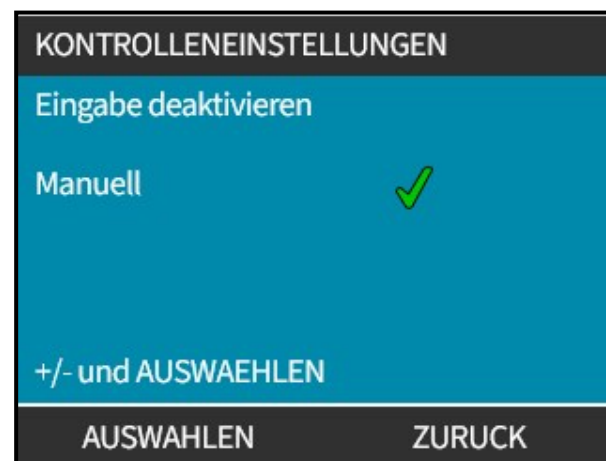 KONTROLLENEINSTELLUNGEN
Eingabe deaktivieren
Manuell
+/- und AUSWAEHLEN
AUSWAHLEN ZURUCK